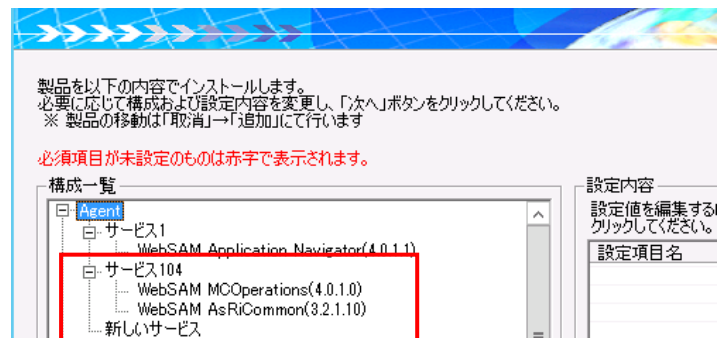 製品を以下の内容でインストールします。
必要に応じて構成および設定内容を変更し、「次へ」ボタンをクリックしてください。
※ 製品の移動は「取消」→「追加」にて行います
必須項目が未設定のものは赤字で表示されます。
構成一覧
Agent
サービス1
WebSAM Application Navigator(4.0.1.1)
サービス104
WebSAM MCOperations(4.0.1.0)
WebSAM AsRiCommon(3.2.1.10)
新しいサービス
設定内容
設定値を編集する
クリックしてください。
設定項目名